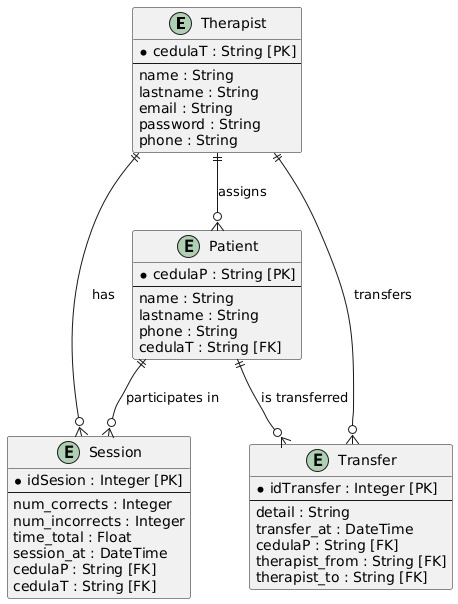 E Therapist
* cedulaT : String [PK]
name : String
lastname : String
email : String
password : String
phone : String
assigns
E Patient
* cedulaP : String [PK]
name : String
lastname : String
phone : String
cedulaT : String [FK]
has
transfers
participates in
is transferred
E Session
* idSesion : Integer [PK]
num_corrects : Integer
num_incorrects : Integer
time_total : Float
session_at : DateTime
cedulaP : String [FK]
cedulaT : String [FK]
E Transfer
* idTransfer : Integer [PK]
detail : String
transfer_at : DateTime
cedulaP : String [FK]
therapist_from : String [FK]
therapist_to : String [FK]